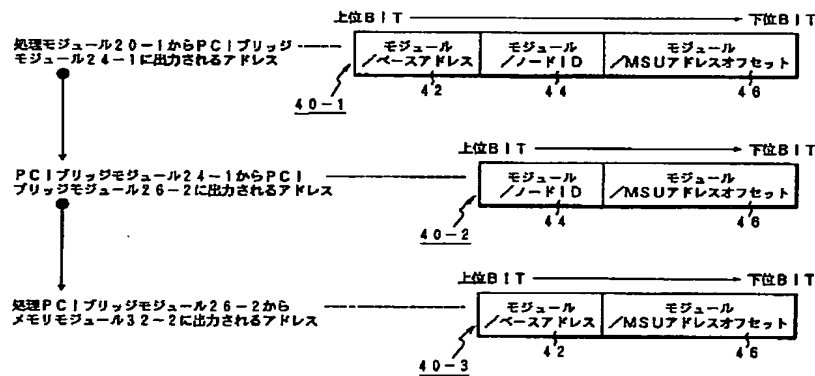 上位BIT 下位BIT
処理モジュール20-1からPCIブリッジ
モジュール24-1に出力されるアドレス
モジュール
/ベースアドレス
モジュール
/ノードID
モジュール
/MSUアドレスオフセット
42 44 46
40-1
上位BIT 下位BIT
PCIブリッジモジュール24-1からPCI
ブリッジモジュール26-2に出力されるアドレス
モジュール
/ノードID
モジュール
/MSUアドレスオフセット
44 46
40-2
上位BIT 下位BIT
処理PCIブリッジモジュール26-2から
メモリモジュール32-2に出力されるアドレス
モジュール
/ベースアドレス
モジュール
/MSUアドレスオフセット
42 46
40-3